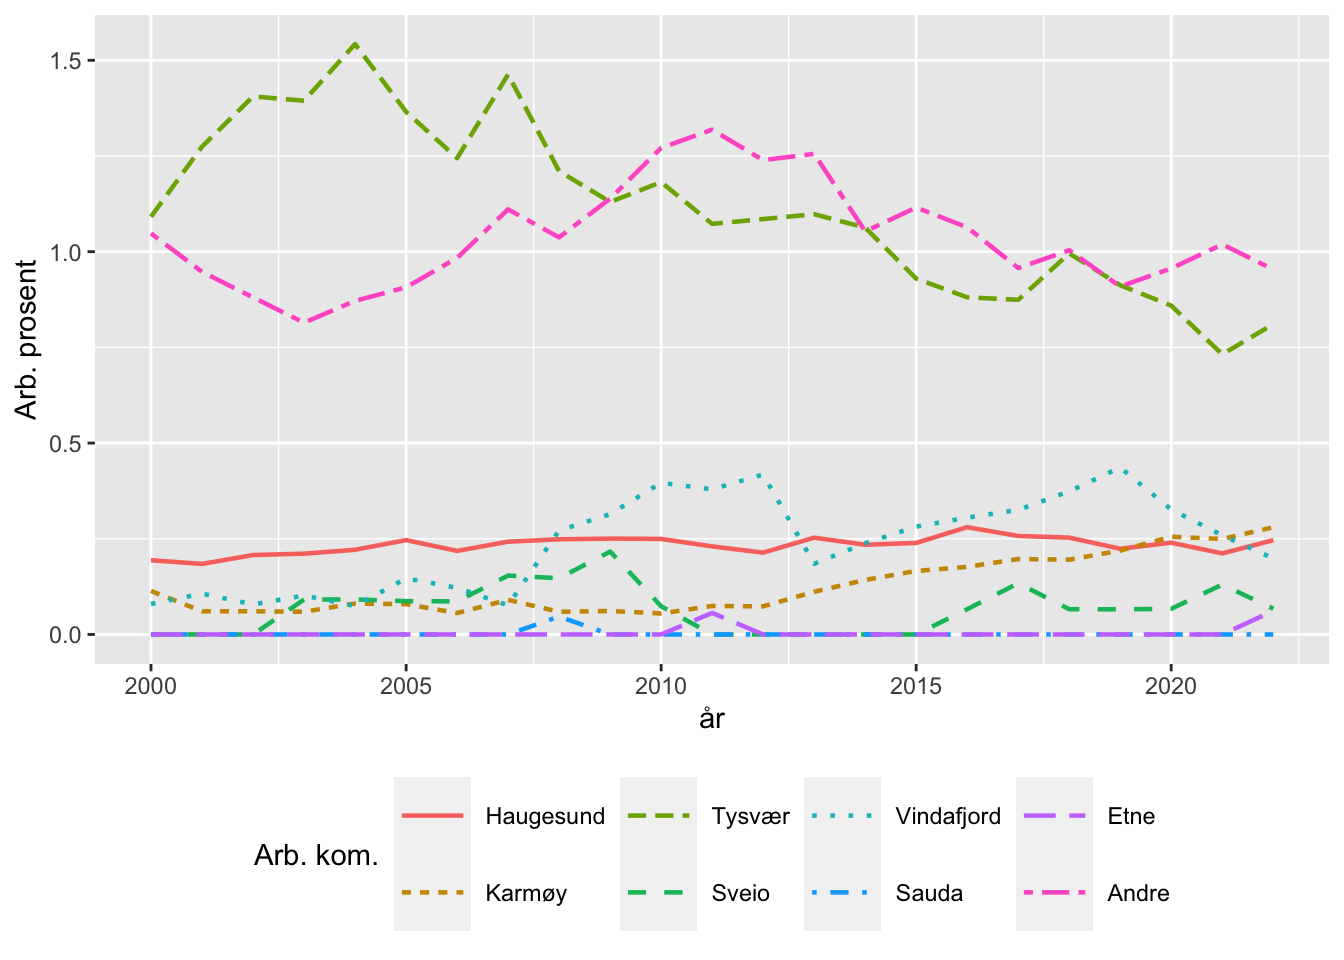 1.5
1.0
0.5
0.0
Arb. prosent
2000 2005 2010 2015 2020
år
Arb. kom.
Haugesund Tysvær Vindafjord Etne
Karmøy Sveio Sauda Andre